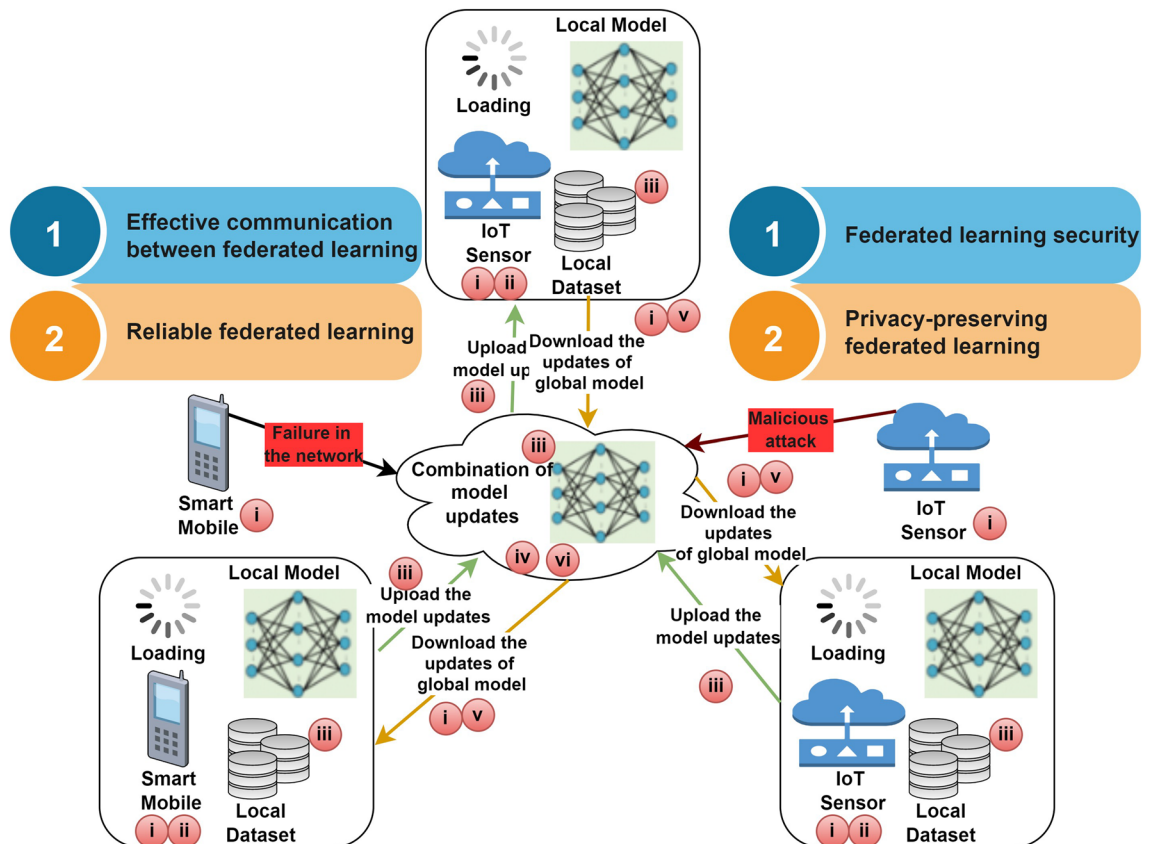 Local Model
Loading
iii
IoT
Sensor
i ii
Local
Dataset
1
Effective communication
between federated learning
2
Reliable federated learning
1
Federated learning security
2
Privacy-preserving
federated learning
i v
Upload
model up
iii
Download the
updates of
global model
Smart
Mobile
i
Failure in
the network
iii
Combination of
model
updates
iv vi
Malicious
attack
IoT
Sensor
i
i v
Download the
updates
of global model
iii
Upload the
model updates
Download the
updates of
global model
i v
Upload the
model updates
iii
Local Model
Loading
iii
Smart
Mobile
i ii
Local
Dataset
Local Model
Loading
iii
IoT
Sensor
i ii
Local
Dataset